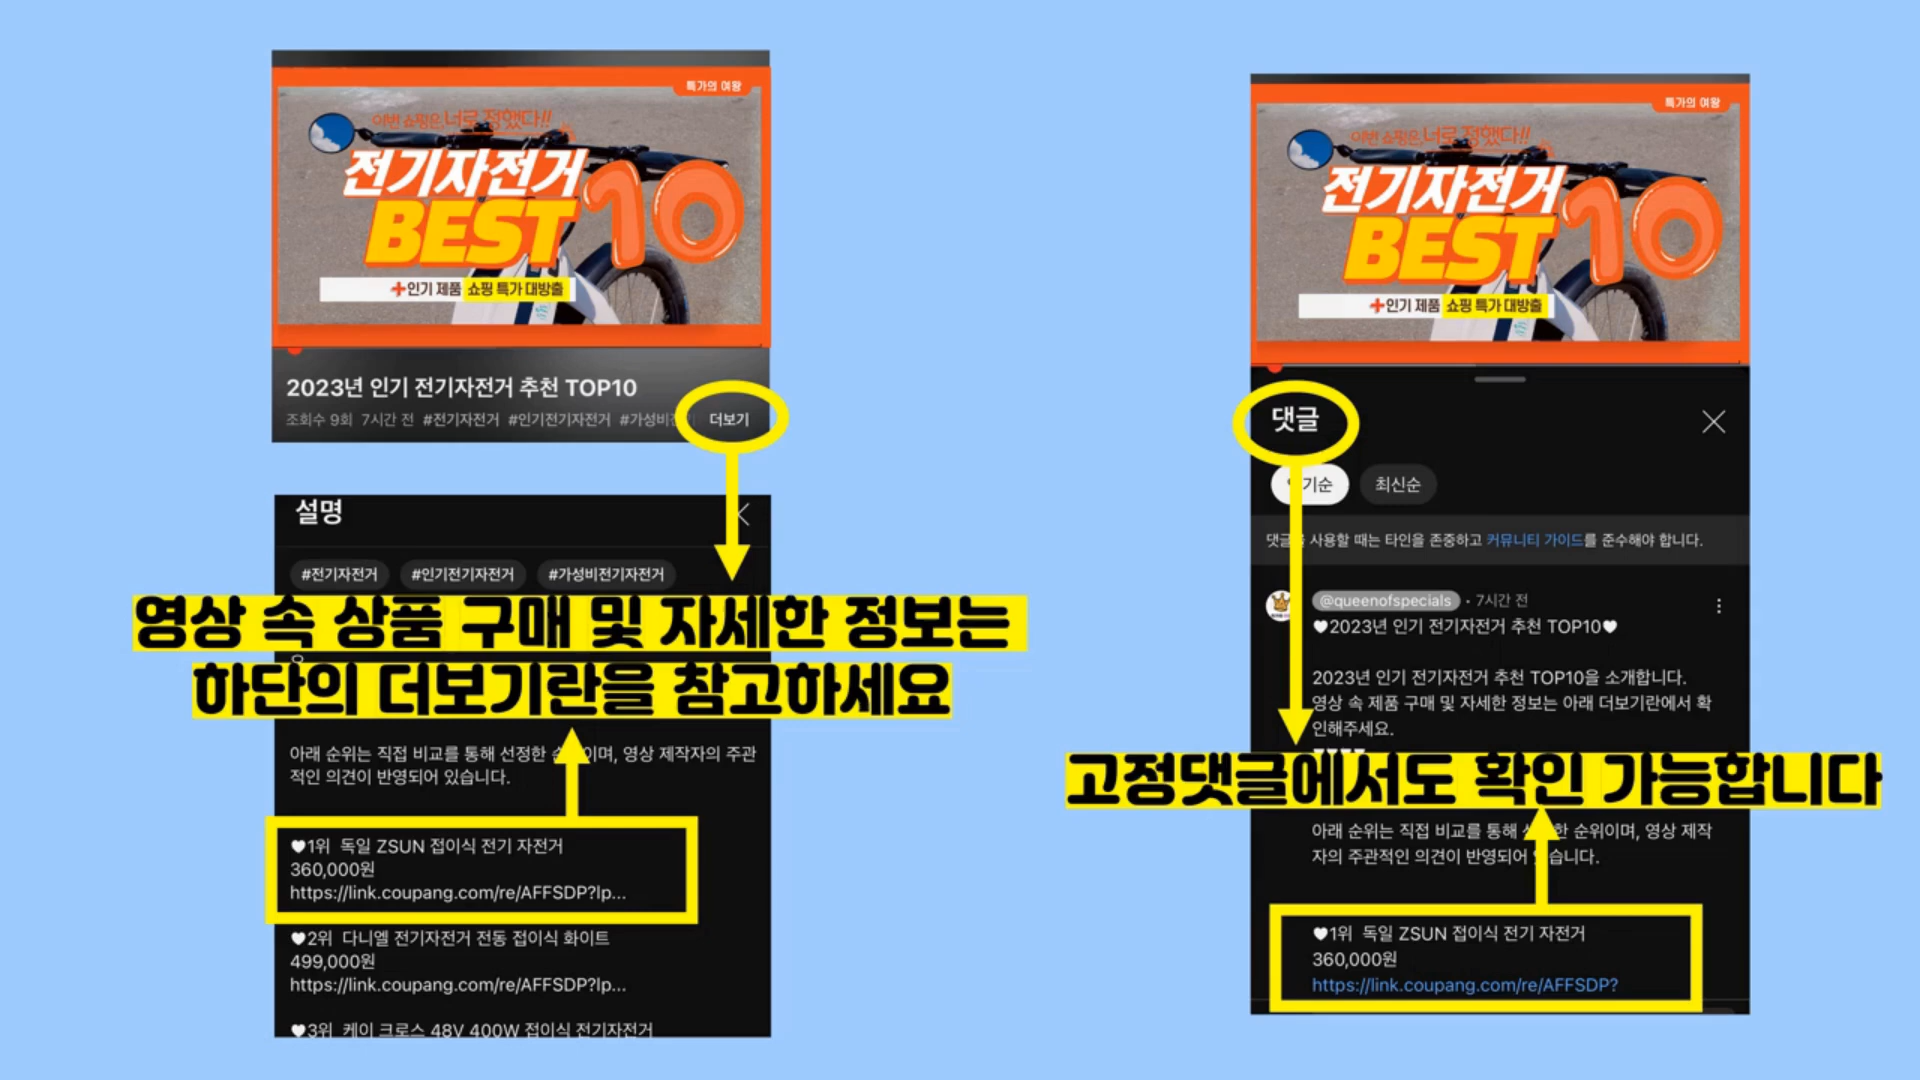 특가의 여왕
이번 쇼핑은, 너로 정했다!!
전기자전거
BEST 10
+인기 제품 쇼핑 특가 대방출
2023년 인기 전기자전거 추천 TOP10
조회수 9회 7시간 전 #전기자전거 #인기전기자전거 #가성비전기 더보기
설명
#전기자전거 #인기전기자전거 #가성비전기자전거
영상 속 상품 구매 및 자세한 정보는
하단의 더보기란을 참고하세요
아래 순위는 직접 비교를 통해 선정한 순위이며, 영상 제작자의 주관
적인 의견이 반영되어 있습니다.
♥1위 독일 ZSUN 접이식 전기 자전거
360,000원
https://link.coupang.com/re/AFFSDP?lp...
♥2위 다니엘 전기자전거 전동 접이식 화이트
499,000원
https://link.coupang.com/re/AFFSDP?lp...
♥3위 케이 크로스 48V 400W 접이식 전기자전거
특가의 여왕
이번 쇼핑은, 너로 정했다!!
전기자전거
BEST 10
+인기 제품 쇼핑 특가 대방출
댓글
인기순 최신순
댓글을 사용할 때는 타인을 존중하고 커뮤니티 가이드를 준수해야 합니다.
@queenofspecials · 7시간 전
♥2023년 인기 전기자전거 추천 TOP10♥
2023년 인기 전기자전거 추천 TOP10을 소개합니다.
영상 속 제품 구매 및 자세한 정보는 아래 더보기란에서 확
인해주세요.
고정댓글에서도 확인 가능합니다
아래 순위는 직접 비교를 통해 선정한 순위이며, 영상 제작
자의 주관적인 의견이 반영되어 있습니다.
♥1위 독일 ZSUN 접이식 전기 자전거
360,000원
https://link.coupang.com/re/AFFSDP?